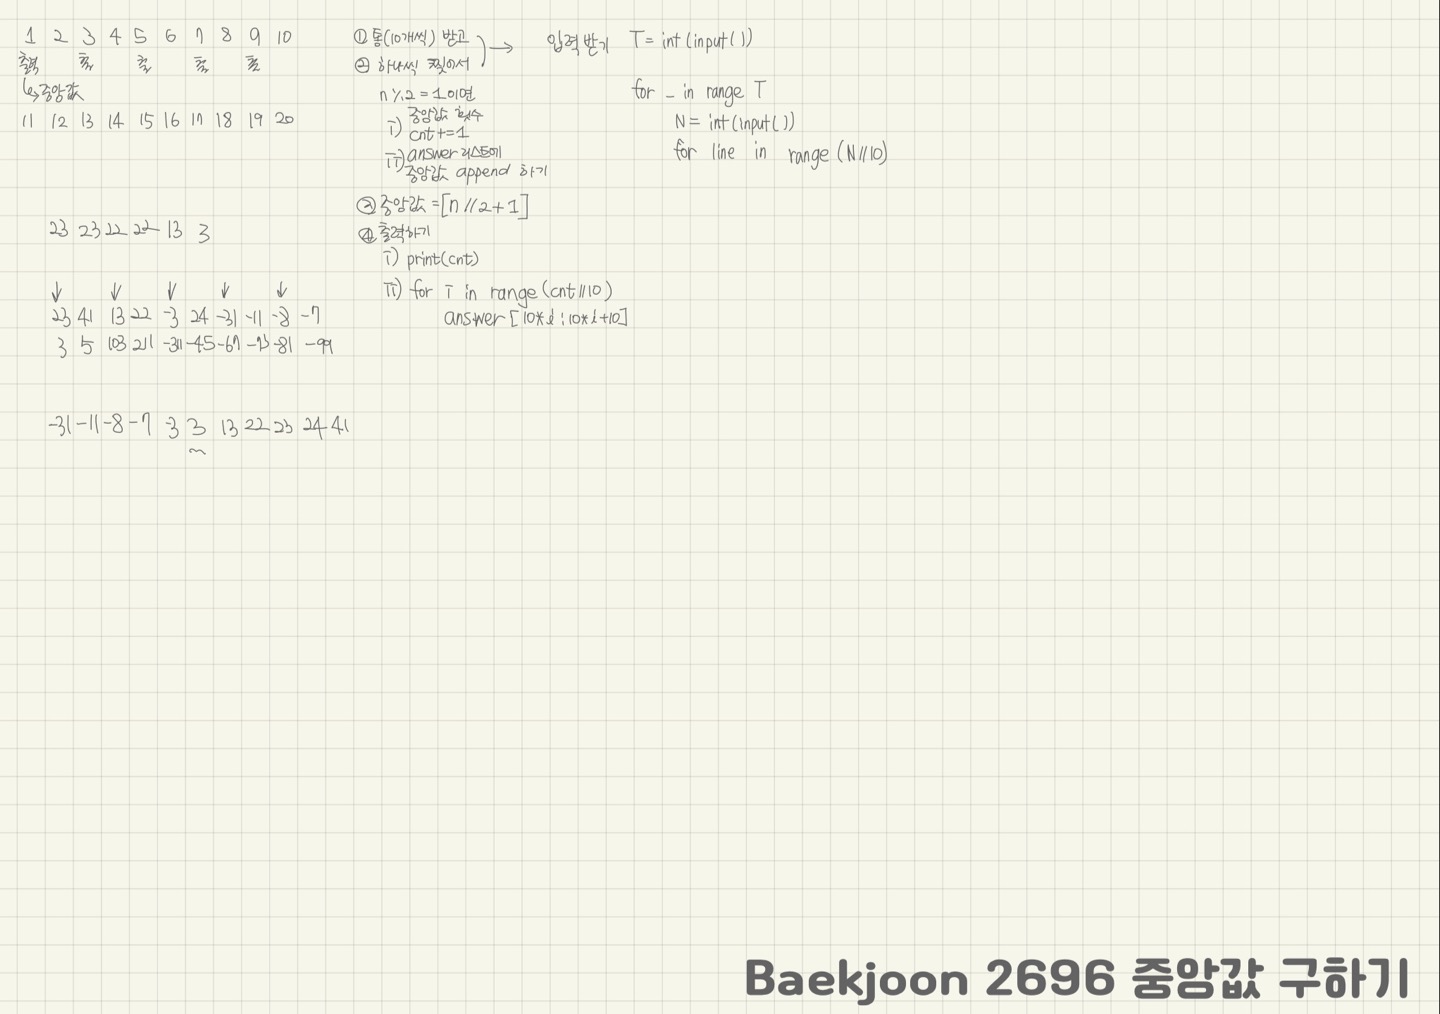 1 2 3 4 5 6 7 8 9 10
출력
↳ 중앙값
11 12 13 14 15 16 17 18 19 20
23 23 22 22 13 3
↓ ↓ ↓ ↓ ↓
23 41 13 22 -3 24 -31 -11 -8 -7
3 5 103 211 -311 -45 -67 -73 -81 -99
-31 -11 -8 -7 -3 3 13 22 23 24 41
① 통(10개씩) 받고
② 하나씩 찢어서
n % 2 = 1 이면
중앙값 횟수
i) cnt += 1
ii) answer 리스트에
중앙값 append 하기
③ 중앙값 = [n // 2 + 1]
④ 출력하기
i) print(cnt)
ii) for i in range (cnt // 10)
answer [10*i : 10*i+10]
→ 입력 받기 T = int (input ( ))
for _ in range T
N = int (input ( ))
for line in range (N // 10)
Baekjoon 2696 중앙값 구하기